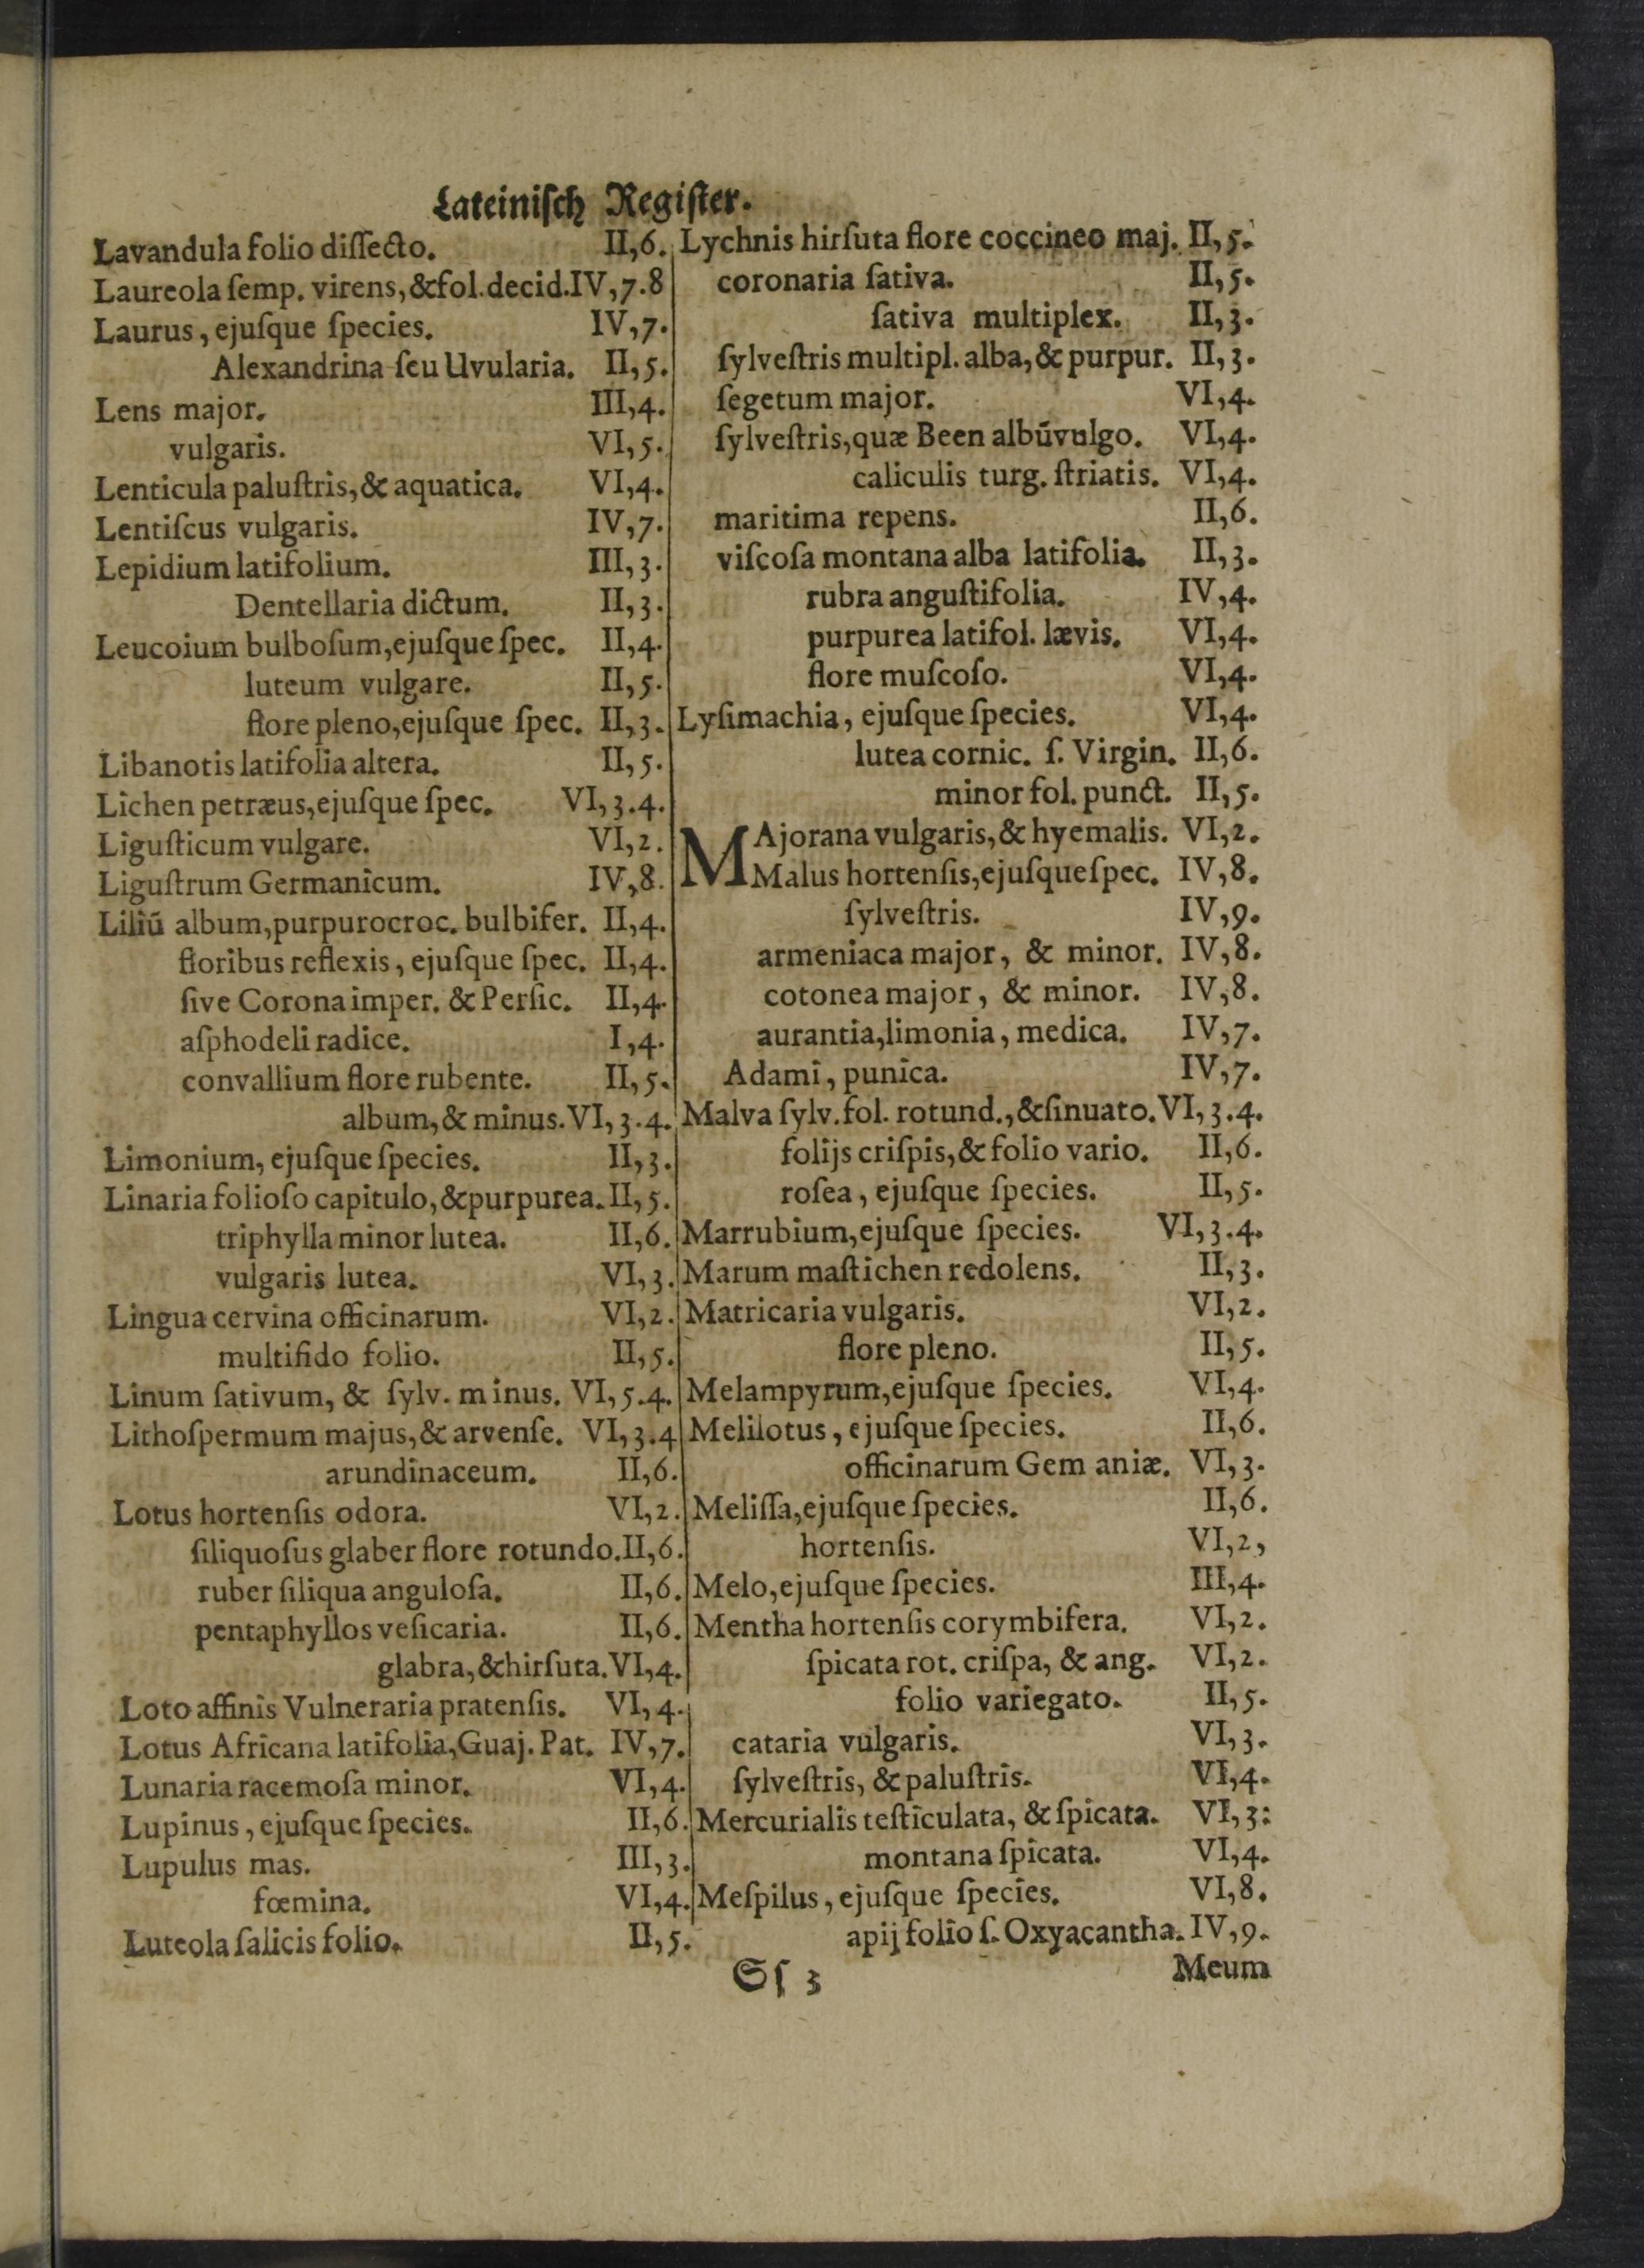 Lateiniſch Regiſter.
Lavandula folio diſſecto. II,6.
Laureola ſemp. virens,&fol.decid.IV,7.8
Laurus, ejuſque ſpecies. IV,7.
Alexandrina ſeu Uvularia. II,5.
Lens major. III,4.
vulgaris. VI,5.
Lenticula paluſtris,& aquatica. VI,4.
Lentiſcus vulgaris. IV,7.
Lepidium latifolium. III,3.
Dentellaria dictum. II,3.
Leucoium bulboſum,ejuſque ſpec. II,4.
luteum vulgare. II,5.
flore pleno,ejuſque ſpec. II,3.
Libanotis latifolia altera. II,5.
Lichen petræus,ejuſque ſpec. VI,3.4.
Liguſticum vulgare. VI,2.
Liguſtrum Germanicum. IV,8.
Liliū album,purpurocroc. bulbifer. II,4.
floribus reflexis, ejuſque ſpec. II,4.
ſive Corona imper. & Perſic. II,4.
aſphodeli radice. I,4.
convallium flore rubente. II,5.
album,& minus. VI,3.4.
Limonium, ejuſque ſpecies. II,3.
Linaria folioſo capitulo,&purpurea. II,5.
triphylla minor lutea. II,6.
vulgaris lutea. VI,3.
Lingua cervina officinarum. VI,2.
multifido folio. II,5.
Linum ſativum, & ſylv. minus. VI,5.4.
Lithoſpermum majus,& arvenſe. VI,3.4
arundinaceum. II,6.
Lotus hortenſis odora. VI,2.
ſiliquoſus glaber flore rotundo.II,6.
ruber ſiliqua anguloſa. II,6.
pentaphyllos veſicaria. II,6.
glabra,&hirſuta.VI,4.
Loto affinis Vulneraria pratenſis. VI,4.
Lotus Africana latifolia,Guaj. Pat. IV,7.
Lunaria racemoſa minor. VI,4.
Lupinus, ejuſque ſpecies. II,6.
Lupulus mas. III,3.
fœmina. VI,4.
Luteola ſalicis folio. II,5.
Lychnis hirſuta flore coccineo maj. II,5.
coronaria ſativa. II,5.
ſativa multiplex. II,3.
ſylveſtris multipl. alba,& purpur. II,3.
ſegetum major. VI,4.
ſylveſtris,quæ Been albūvulgo. VI,4.
caliculis turg. ſtriatis. VI,4.
maritima repens. II,6.
viſcoſa montana alba latifolia. II,3.
rubra anguſtifolia. IV,4.
purpurea latifol. lævis. VI,4.
flore muſcoſo. VI,4.
Lyſimachia, ejuſque ſpecies. VI,4.
lutea cornic. ſ. Virgin. II,6.
minor fol. punct. II,5.
MAjorana vulgaris,& hyemalis. VI,2.
Malus hortenſis,ejuſqueſpec. IV,8.
ſylveſtris. IV,9.
armeniaca major, & minor. IV,8.
cotonea major, & minor. IV,8.
aurantia,limonia, medica. IV,7.
Adami, punica. IV,7.
Malva ſylv. fol. rotund.,&ſinuato.VI,3.4.
folijs criſpis,& folio vario. II,6.
roſea, ejuſque ſpecies. II,5.
Marrubium,ejuſque ſpecies. VI,3.4.
Marum maſtichen redolens. II,3.
Matricaria vulgaris. VI,2.
flore pleno. II,5.
Melampyrum,ejuſque ſpecies. VI,4.
Melilotus, ejuſque ſpecies. II,6.
officinarum Gem aniæ. VI,3.
Meliſſa,ejuſque ſpecies. II,6.
hortenſis. VI,2,
Melo,ejuſque ſpecies. III,4.
Mentha hortenſis corymbifera. VI,2.
ſpicata rot. criſpa, & ang. VI,2.
folio variegato. II,5.
cataria vulgaris. VI,3.
ſylveſtris, & paluſtris. VI,4.
Mercurialis teſticulata, & ſpicata. VI,3:
montana ſpicata. VI,4.
Meſpilus, ejuſque ſpecies. VI,8.
apij folio ſ. Oxyacantha. IV,9.
Sſ 3
Meum